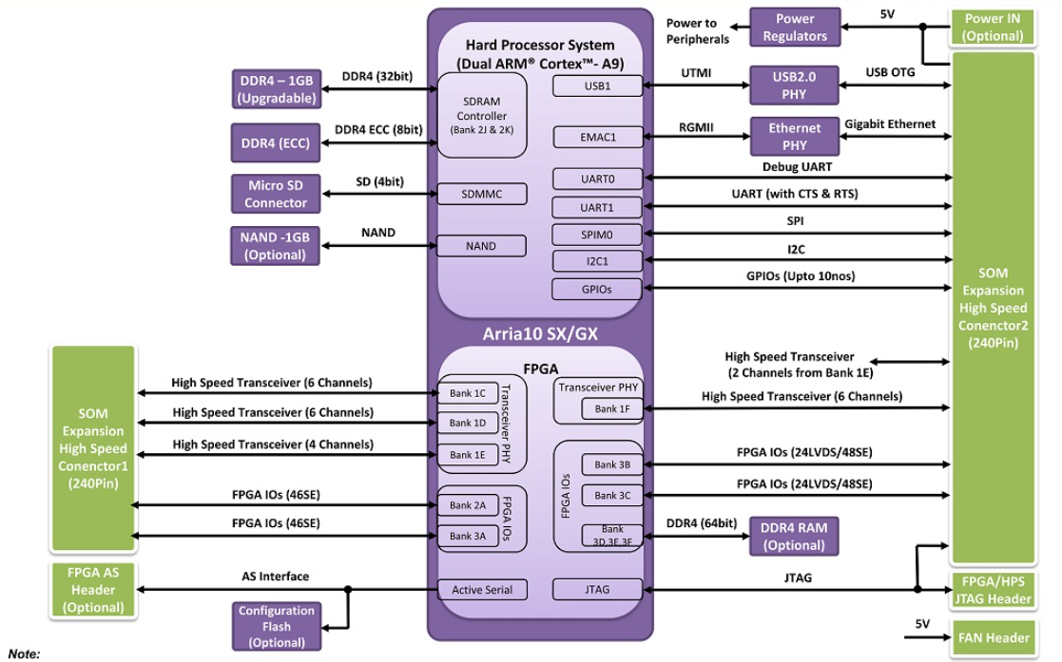 Power to
Peripherals
Power
Regulators
5V
Power IN
(Optional)
Hard Processor System
(Dual ARM® Cortex™- A9)
DDR4 – 1GB
(Upgradable)
DDR4 (32bit)
SDRAM
Controller
(Bank 2J & 2K)
USB1
UTMI
USB2.0
PHY
USB OTG
DDR4 (ECC)
DDR4 ECC (8bit)
EMAC1
RGMII
Ethernet
PHY
Gigabit Ethernet
Micro SD
Connector
SD (4bit)
SDMMC
UART0
Debug UART
UART1
UART (with CTS & RTS)
NAND -1GB
(Optional)
NAND
NAND
SPIM0
SPI
I2C1
I2C
GPIOs
GPIOs (Upto 10nos)
SOM
Expansion
High Speed
Conenctor2
(240Pin)
Arria10 SX/GX
FPGA
SOM
Expansion
High Speed
Conenctor1
(240Pin)
High Speed Transceiver (6 Channels)
Bank 1C
High Speed Transceiver (6 Channels)
Bank 1D
High Speed Transceiver (4 Channels)
Bank 1E
Transceiver PHY
Transceiver PHY
Bank 1F
High Speed Transceiver
(2 Channels from Bank 1E)
High Speed Transceiver (6 Channels)
FPGA IOs (46SE)
Bank 2A
FPGA IOs (46SE)
Bank 3A
FPGA IOs
FPGA IOs
Bank 3B
FPGA IOs (24LVDS/48SE)
Bank 3C
FPGA IOs (24LVDS/48SE)
Bank
3D,3E,3F
DDR4 (64bit)
DDR4 RAM
(Optional)
FPGA AS
Header
(Optional)
AS Interface
Active Serial
Configuration
Flash
(Optional)
JTAG
JTAG
FPGA/HPS
JTAG Header
5V
FAN Header
Note: